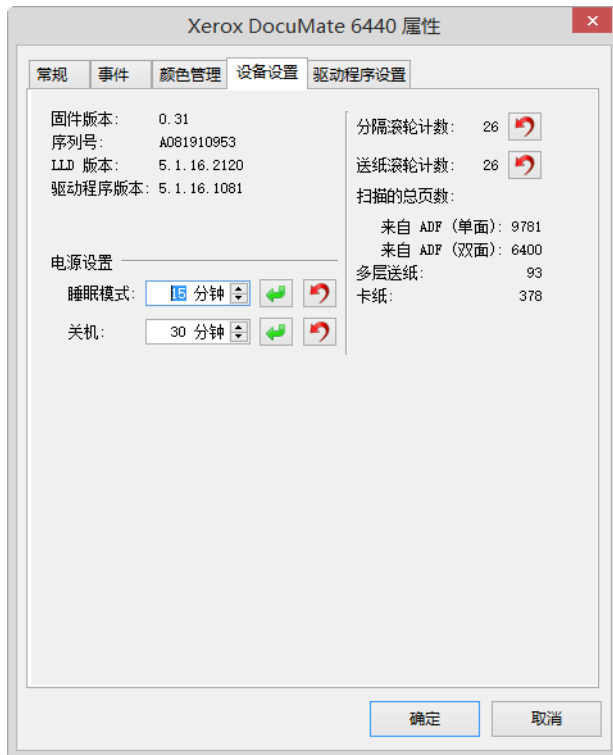 Xerox DocuMate 6440 属性
常规 事件 颜色管理 设备设置 驱动程序设置
固件版本: 0.31
序列号: A081910953
LLD 版本: 5.1.16.2120
驱动程序版本: 5.1.16.1081
电源设置
睡眠模式: 15 分钟
关机: 30 分钟
分隔滚轮计数: 26
送纸滚轮计数: 26
扫描的总页数:
来自 ADF (单面): 9781
来自 ADF (双面): 6400
多层送纸: 93
卡纸: 378
确定 取消